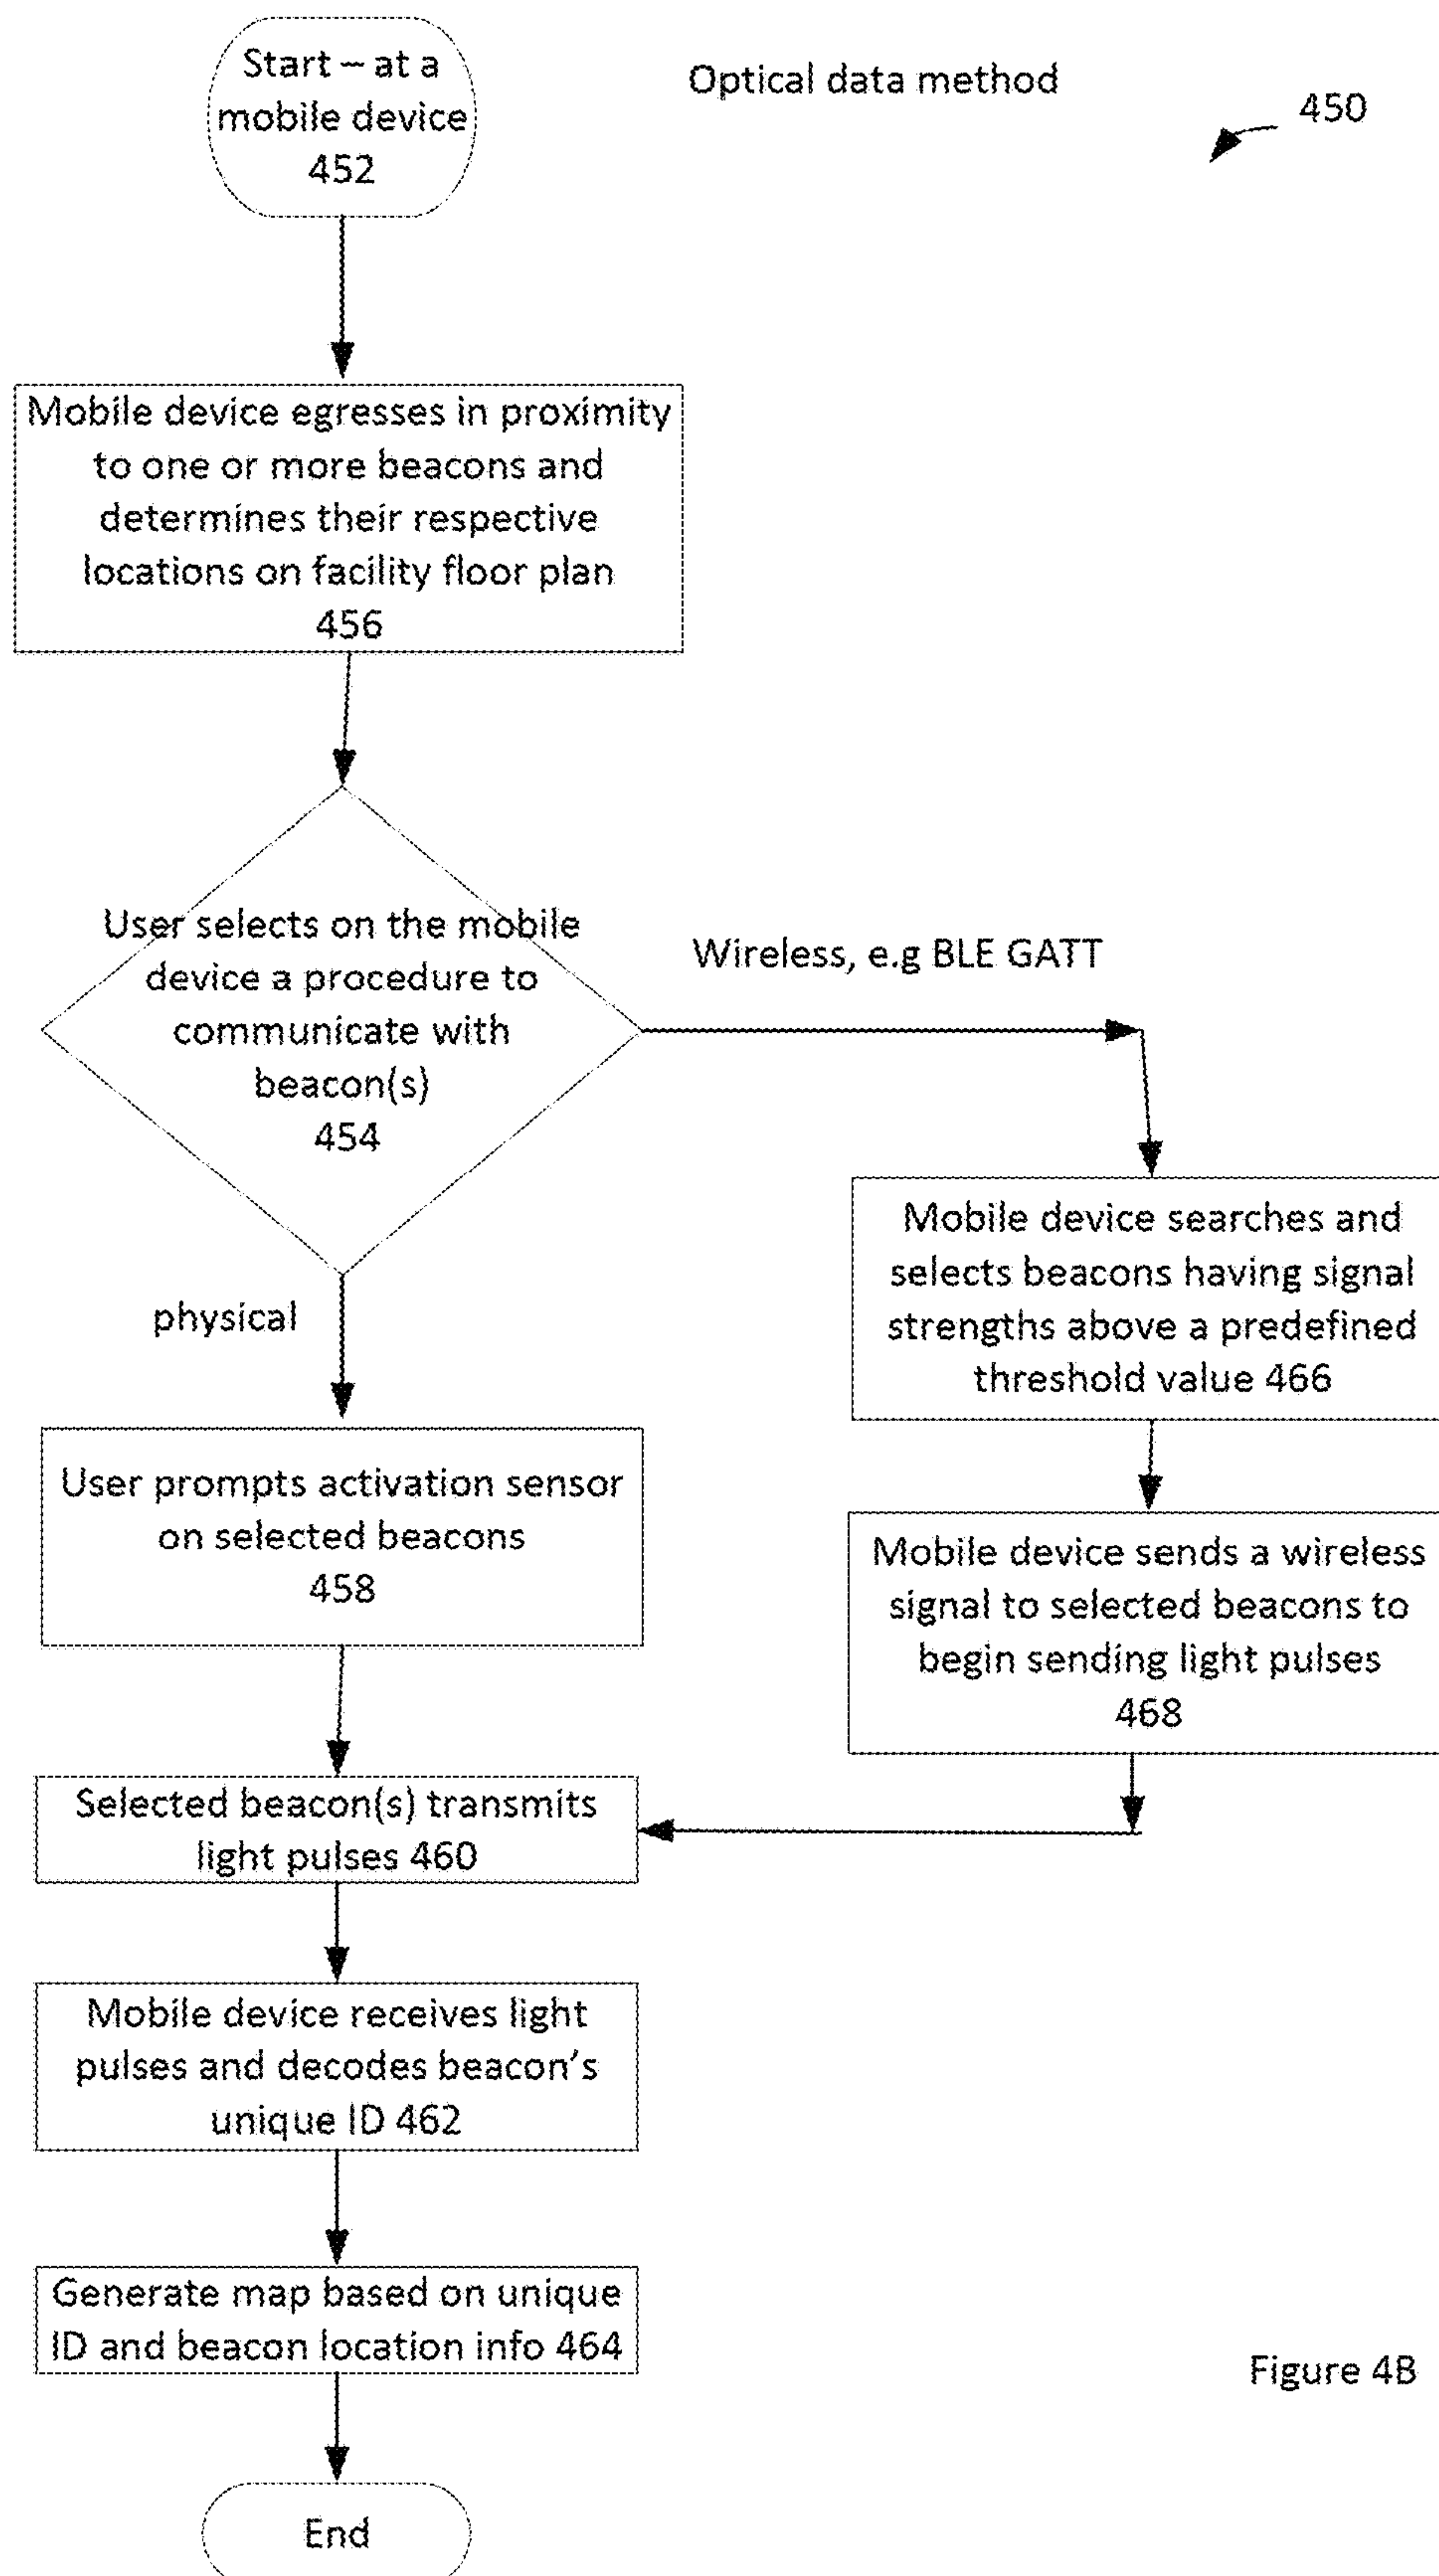 Start – at a
mobile device
452
Optical data method
450
Mobile device egresses in proximity
to one or more beacons and
determines their respective
locations on facility floor plan
456
User selects on the mobile
device a procedure to
communicate with
beacon(s)
454
Wireless, e.g BLE GATT
physical
Mobile device searches and
selects beacons having signal
strengths above a predefined
threshold value 466
User prompts activation sensor
on selected beacons
458
Mobile device sends a wireless
signal to selected beacons to
begin sending light pulses
468
Selected beacon(s) transmits
light pulses 460
Mobile device receives light
pulses and decodes beacon's
unique ID 462
Generate map based on unique
ID and beacon location info 464
Figure 4B
End